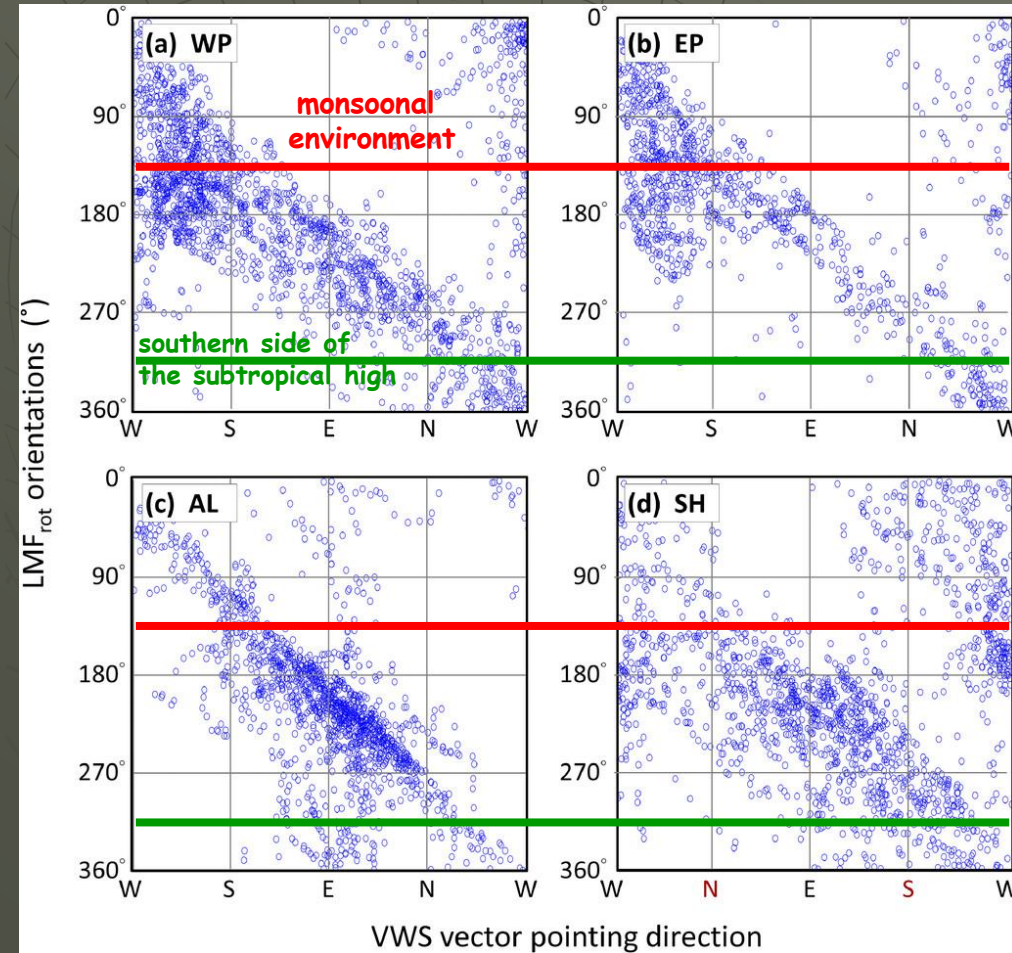 LMFrot orientations (°)
(a) WP
0°
90°
180°
270°
360°
W S E N W
monsoonal
environment
southern side of
the subtropical high
(b) EP
0°
90°
180°
270°
360°
W S E N W
(c) AL
0°
90°
180°
270°
360°
W S E N W
(d) SH
0°
90°
180°
270°
360°
W N E S W
VWS vector pointing direction